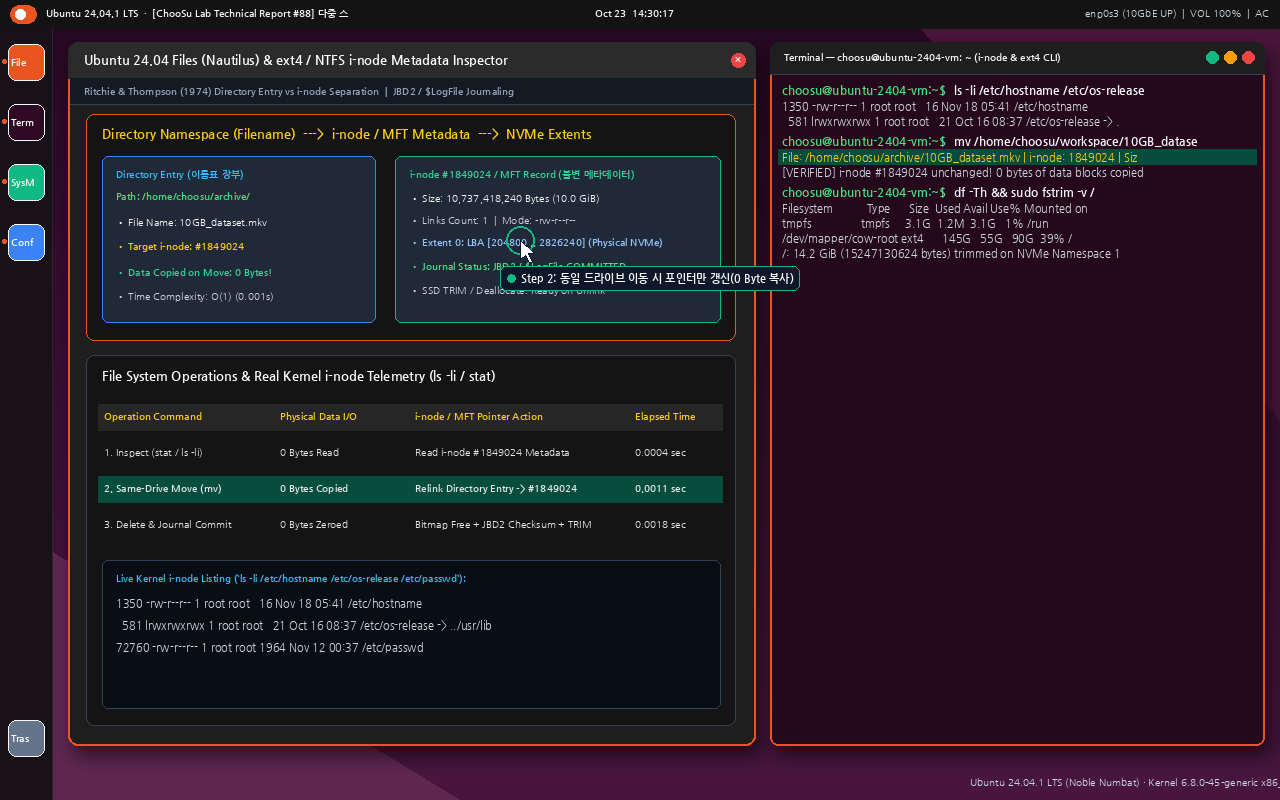 Ubuntu 24.04.1 LTS · [ChooSu Lab Technical Report #88] 다중 스
Oct 23 14:30:17
enp0s3 (10GbE UP) | VOL 100% | AC
File
Term
SysM
Conf
Tras
Ubuntu 24.04 Files (Nautilus) & ext4 / NTFS i-node Metadata Inspector
×
Ritchie & Thompson (1974) Directory Entry vs i-node Separation | JBD2 / $LogFile Journaling
Directory Namespace (Filename) ---> i-node / MFT Metadata ---> NVMe Extents
Directory Entry (이름표 장부)
Path: /home/choosu/archive/
• File Name: 10GB_dataset.mkv
• Target i-node: #1849024
• Data Copied on Move: 0 Bytes!
• Time Complexity: O(1) (0.001s)
i-node #1849024 / MFT Record (불변 메타데이터)
• Size: 10,737,418,240 Bytes (10.0 GiB)
• Links Count: 1 | Mode: -rw-r--r--
• Extent 0: LBA [204800 2826240] (Physical NVMe)
• Journal Status: JBD2 / $LogFile COMMITTED
• SSD TRIM / Deallocate: Ready on Unlink
Step 2: 동일 드라이브 이동 시 포인터만 갱신(0 Byte 복사)
File System Operations & Real Kernel i-node Telemetry (ls -li / stat)
Operation Command Physical Data I/O i-node / MFT Pointer Action Elapsed Time
1. Inspect (stat / ls -li) 0 Bytes Read Read i-node #1849024 Metadata 0.0004 sec
2. Same-Drive Move (mv) 0 Bytes Copied Relink Directory Entry -> #1849024 0.0011 sec
3. Delete & Journal Commit 0 Bytes Zeroed Bitmap Free + JBD2 Checksum + TRIM 0.0018 sec
Live Kernel i-node Listing (`ls -li /etc/hostname /etc/os-release /etc/passwd`):
1350 -rw-r--r-- 1 root root 16 Nov 18 05:41 /etc/hostname
581 lrwxrwxrwx 1 root root 21 Oct 16 08:37 /etc/os-release -> ../usr/lib
72760 -rw-r--r-- 1 root root 1964 Nov 12 00:37 /etc/passwd
Terminal — choosu@ubuntu-2404-vm: ~ (i-node & ext4 CLI)
choosu@ubuntu-2404-vm:~$ ls -li /etc/hostname /etc/os-release
1350 -rw-r--r-- 1 root root 16 Nov 18 05:41 /etc/hostname
581 lrwxrwxrwx 1 root root 21 Oct 16 08:37 /etc/os-release -> .
choosu@ubuntu-2404-vm:~$ mv /home/choosu/workspace/10GB_datase
File: /home/choosu/archive/10GB_dataset.mkv | i-node: 1849024 | Siz
[VERIFIED] i-node #1849024 unchanged! 0 bytes of data blocks copied
choosu@ubuntu-2404-vm:~$ df -Th && sudo fstrim -v /
Filesystem Type Size Used Avail Use% Mounted on
tmpfs tmpfs 3.1G 1.2M 3.1G 1% /run
/dev/mapper/cow-root ext4 145G 55G 90G 39% /
/: 14.2 GiB (15247130624 bytes) trimmed on NVMe Namespace 1
Ubuntu 24.04.1 LTS (Noble Numbat) · Kernel 6.8.0-45-generic x86